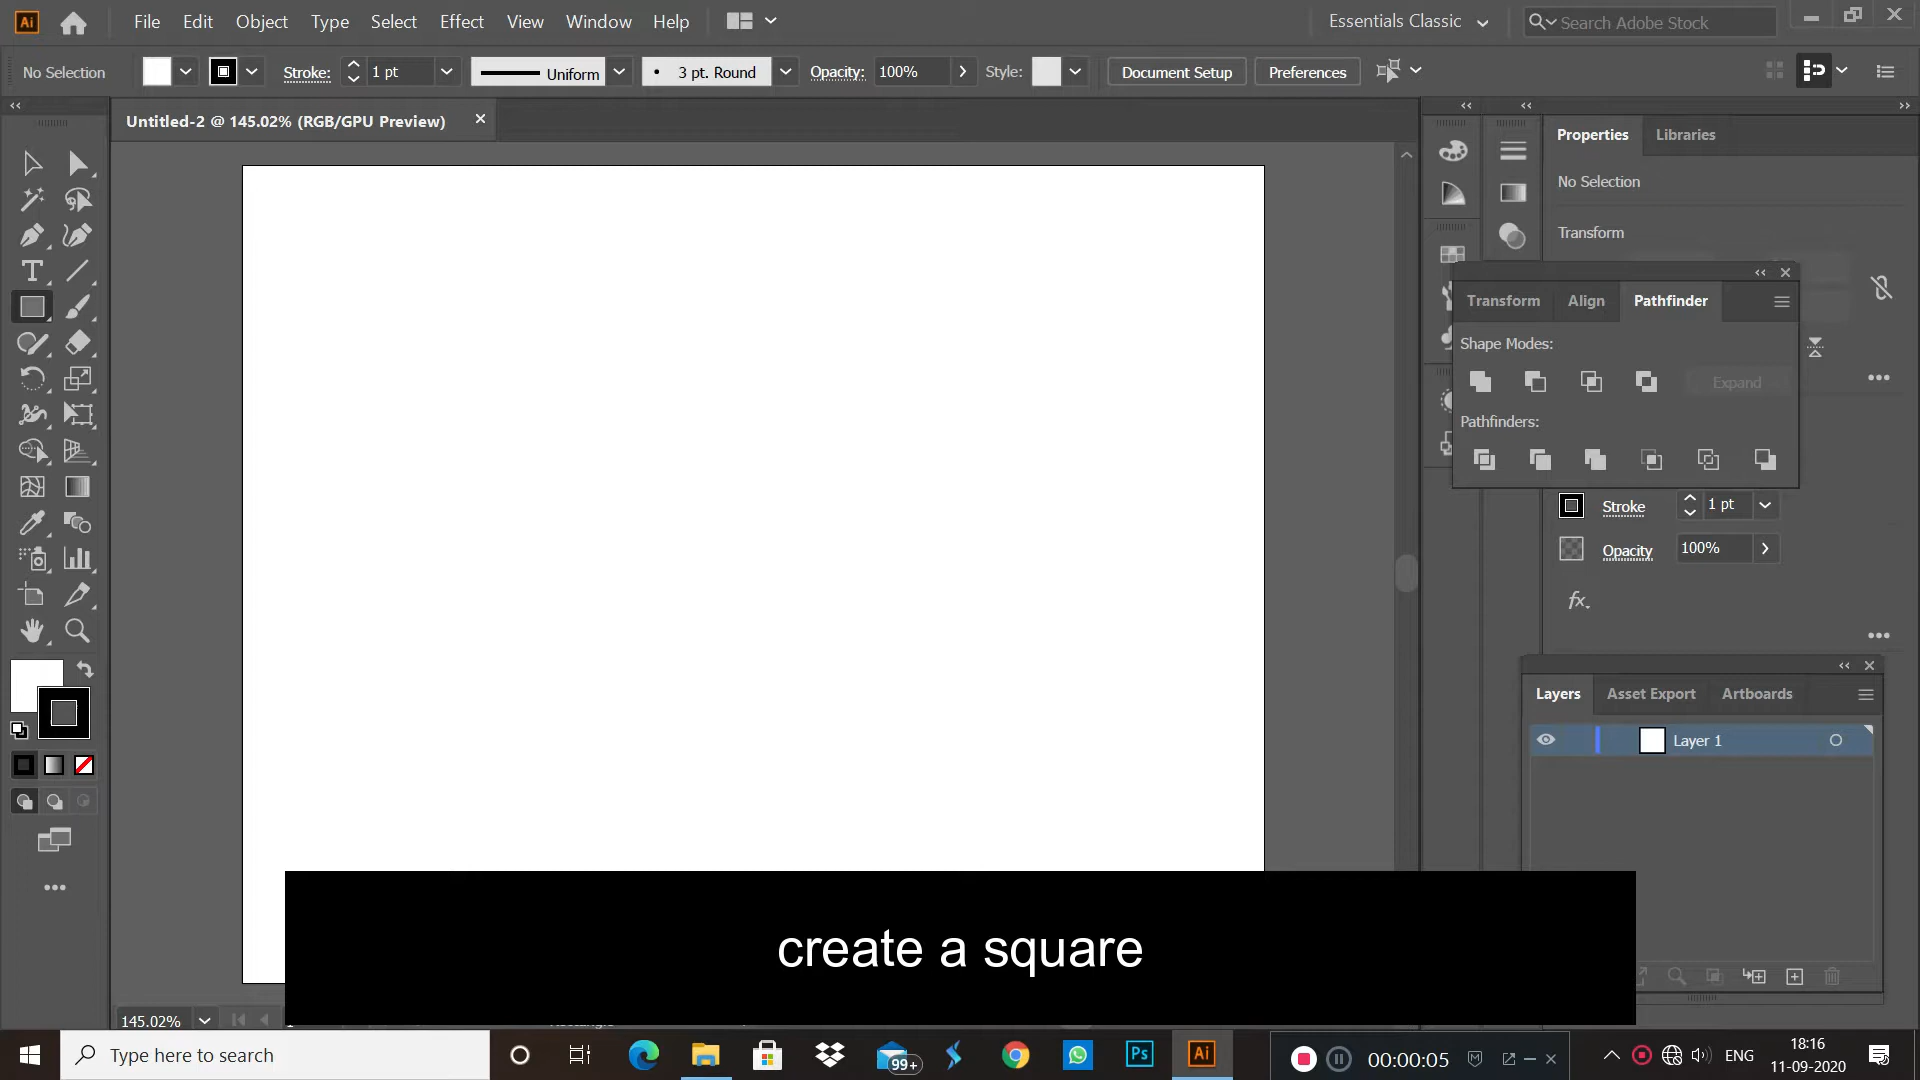 Ai File Edit Object Type Select Effect View Window Help Essentials Classic Search Adobe Stock
No Selection Stroke: 1 pt Uniform 3 pt. Round Opacity: 100% Style: Document Setup Preferences
Untitled-2 @ 145.02% (RGB/GPU Preview)
Properties Libraries
No Selection
Transform
Transform Align Pathfinder
Shape Modes:
Expand
Pathfinders:
Stroke 1 pt
Opacity 100%
fx
Layers Asset Export Artboards
Layer 1
create a square
145.02%
Type here to search
99+
Ps
Ai
00:00:05
ENG
18:16
11-09-2020